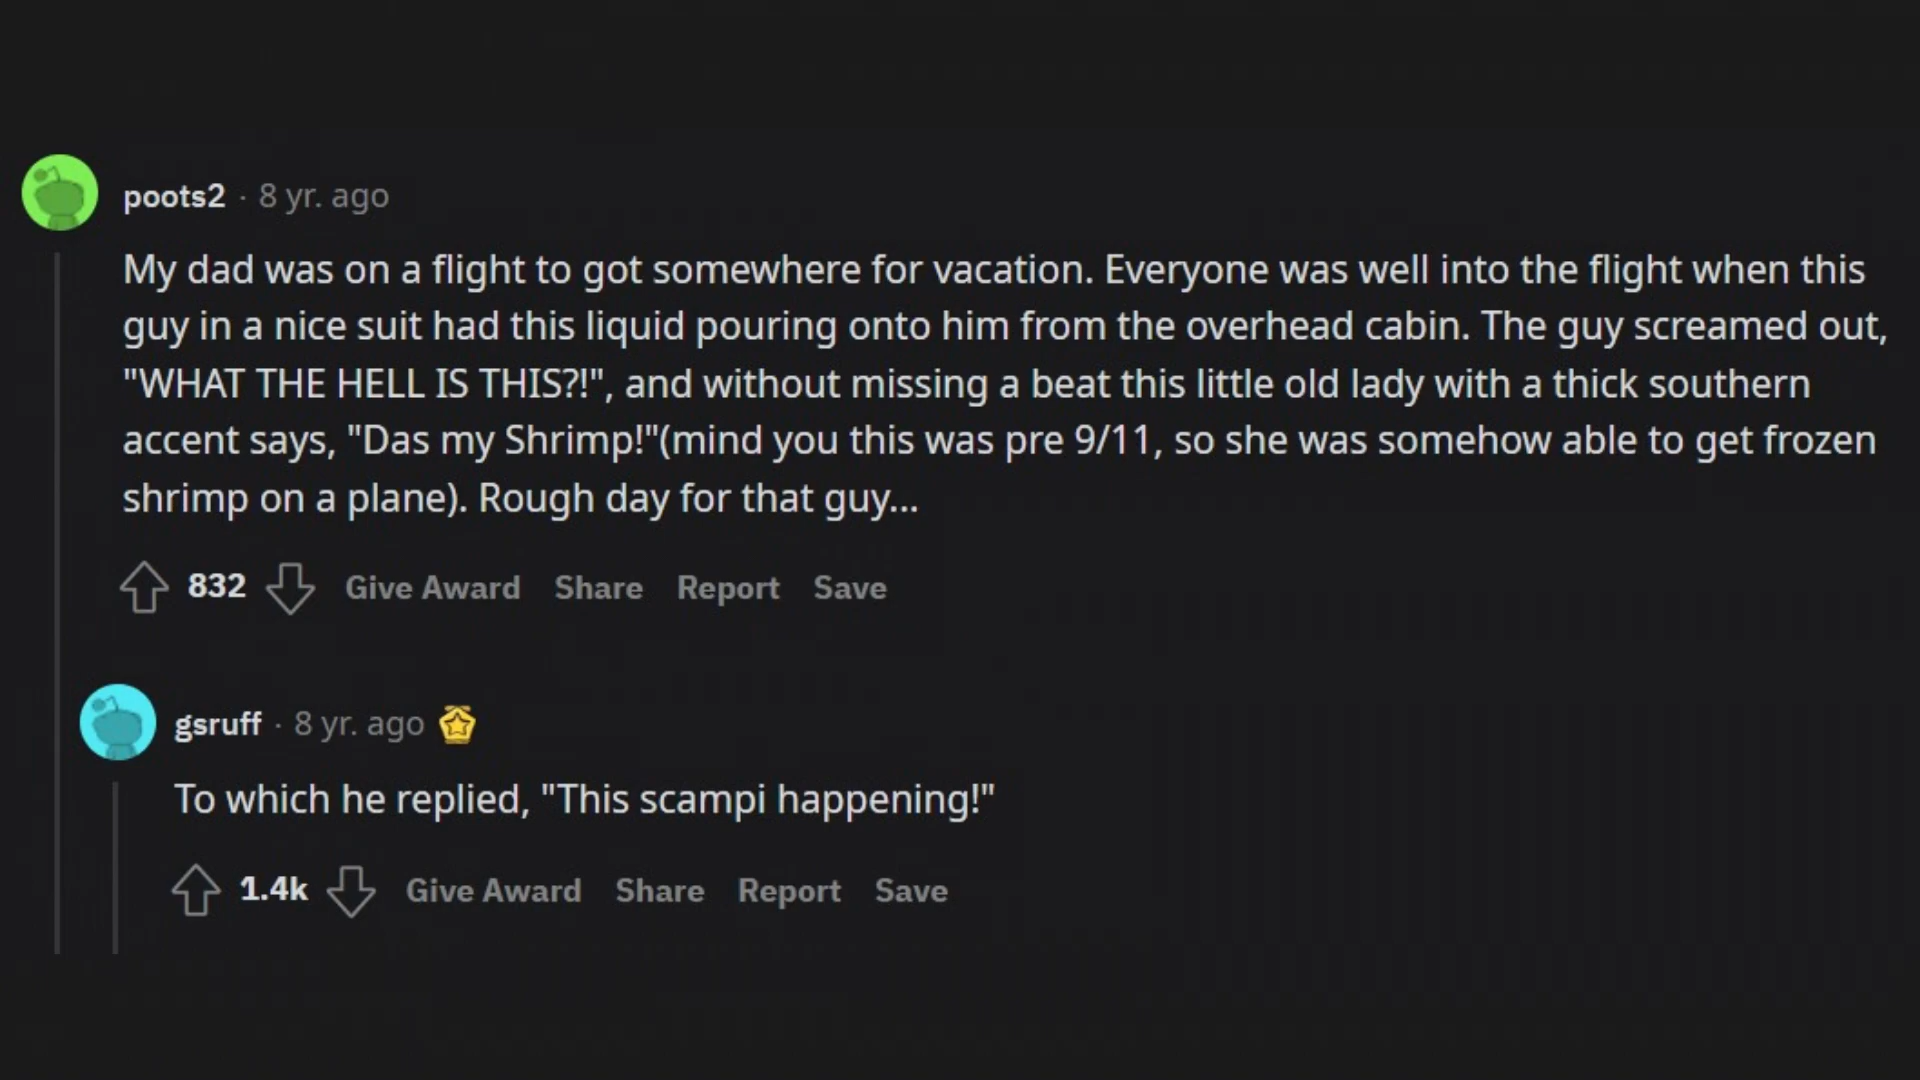 poots2 · 8 yr. ago
My dad was on a flight to got somewhere for vacation. Everyone was well into the flight when this
guy in a nice suit had this liquid pouring onto him from the overhead cabin. The guy screamed out,
"WHAT THE HELL IS THIS?!", and without missing a beat this little old lady with a thick southern
accent says, "Das my Shrimp!"(mind you this was pre 9/11, so she was somehow able to get frozen
shrimp on a plane). Rough day for that guy...
832 Give Award Share Report Save
gsruff · 8 yr. ago
To which he replied, "This scampi happening!"
1.4k Give Award Share Report Save